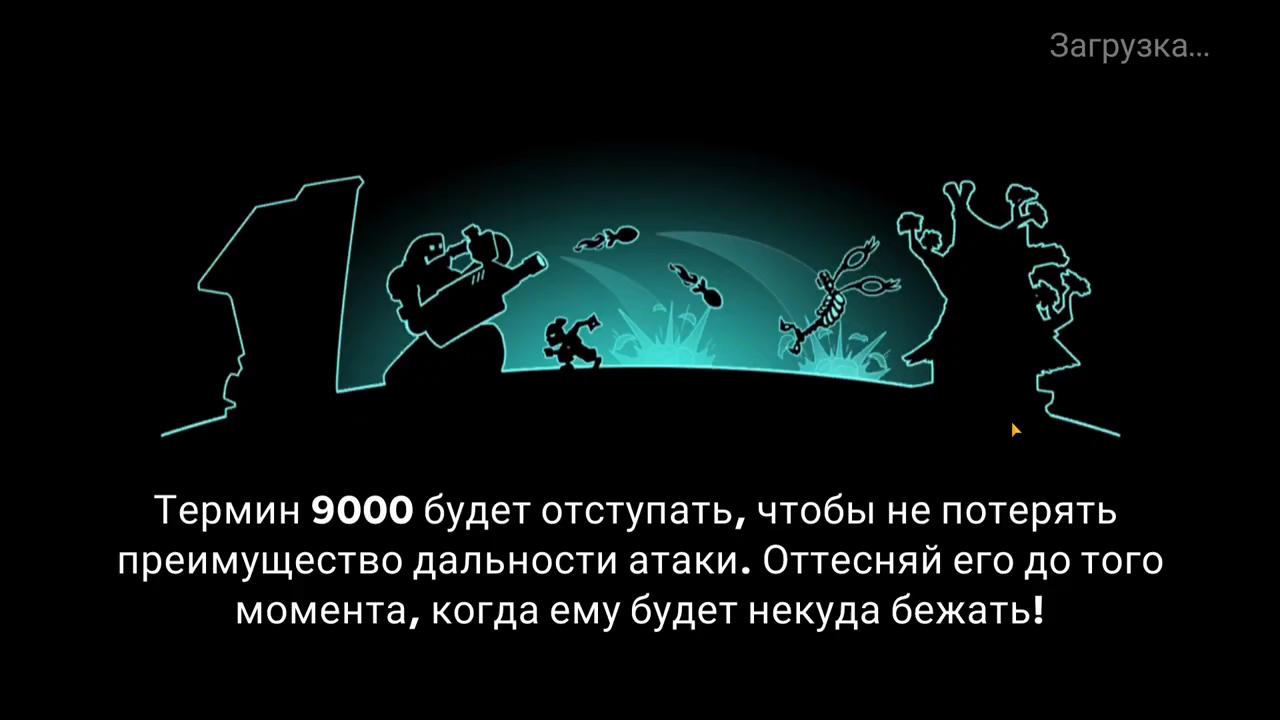 Загрузка...
Термин 9000 будет отступать, чтобы не потерять
преимущество дальности атаки. Оттесняй его до того
момента, когда ему будет некуда бежать!